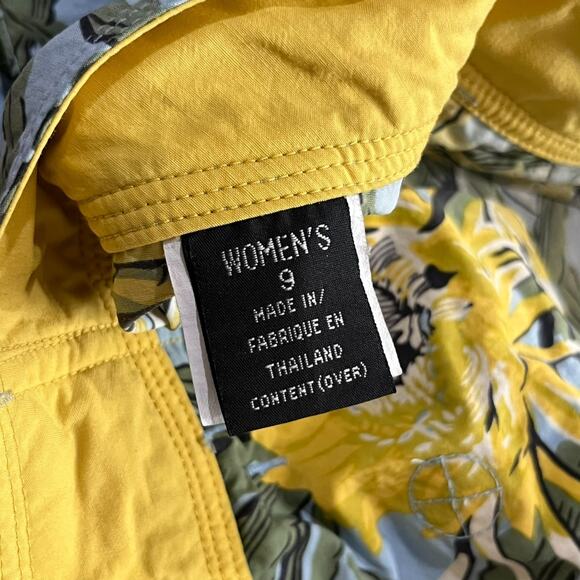 WOMEN'S
9
MADE IN/
FABRIQUE EN
THAILAND
CONTENT (OVER)